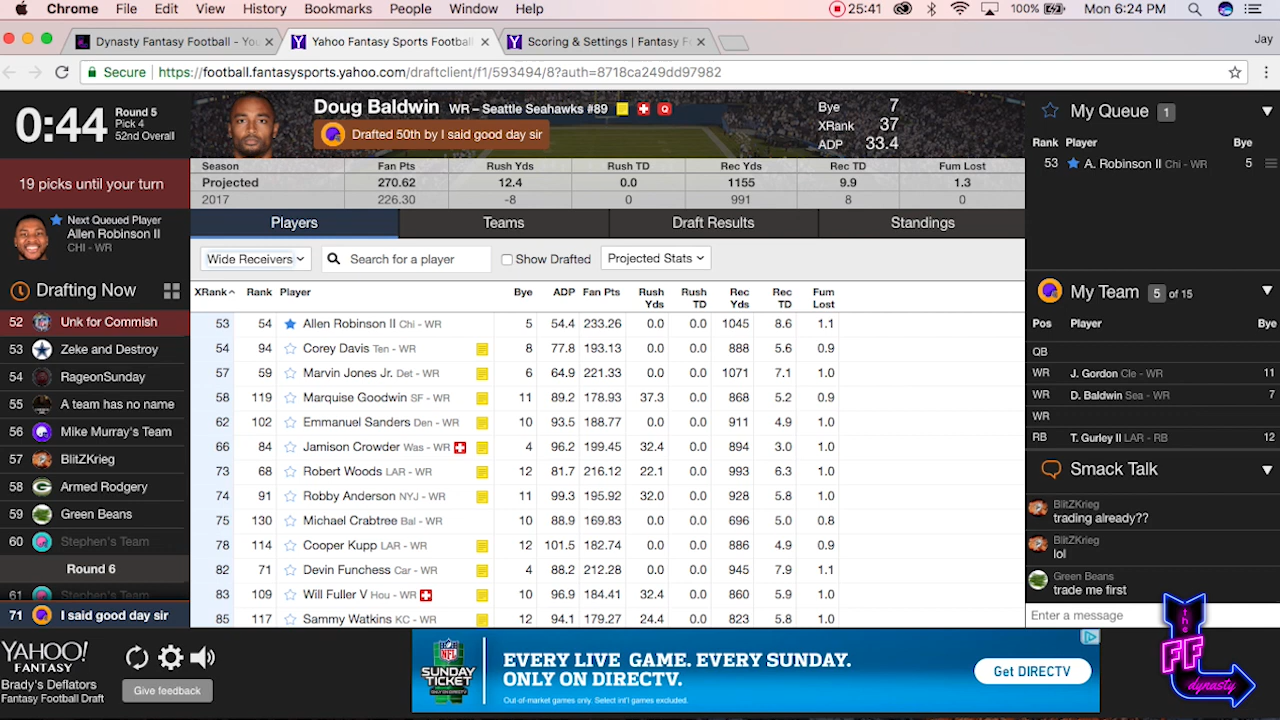 Chrome File Edit View History Bookmarks People Window Help
25:41 100% Mon 6:24 PM
Dynasty Fantasy Football - You
Yahoo Fantasy Sports Football
Scoring & Settings | Fantasy F
Jay
Secure https://football.fantasysports.yahoo.com/draftclient/f1/593494/8?auth=8718ca249dd97982
0:44
Round 5
Pick 4
52nd Overall
19 picks until your turn
Next Queued Player
Allen Robinson II
CHI - WR
Drafting Now
52 Unk for Commish
53 Zeke and Destroy
54 RageonSunday
55 A team has no name
56 Mike Murray's Team
57 BlitZKrieg
58 Armed Rodgery
59 Green Beans
60 Stephen's Team
Round 6
61 Stephen's Team
71 I said good day sir
YAHOO!
FANTASY
Brady's Deflators
Fantasy Football Draft
Give feedback
Doug Baldwin WR – Seattle Seahawks #89 Q
Drafted 50th by I said good day sir
Bye 7
XRank 37
ADP 33.4
Season Fan Pts Rush Yds Rush TD Rec Yds Rec TD Fum Lost
Projected 270.62 12.4 0.0 1155 9.9 1.3
2017 226.30 -8 0 991 8 0
Players Teams Draft Results Standings
Wide Receivers Search for a player Show Drafted Projected Stats
XRank Rank Player Bye ADP Fan Pts Rush Yds Rush TD Rec Yds Rec TD Fum Lost
53 54 Allen Robinson II Chi - WR 5 54.4 233.26 0.0 0.0 1045 8.6 1.1
54 94 Corey Davis Ten - WR 8 77.8 193.13 0.0 0.0 888 5.6 0.9
57 59 Marvin Jones Jr. Det - WR 6 64.9 221.33 0.0 0.0 1071 7.1 1.0
58 119 Marquise Goodwin SF - WR 11 89.2 178.93 37.3 0.0 868 5.2 0.9
62 102 Emmanuel Sanders Den - WR 10 93.5 188.77 0.0 0.0 911 4.9 1.0
66 84 Jamison Crowder Was - WR 4 96.2 199.45 32.4 0.0 894 3.9 1.0
73 68 Robert Woods LAR - WR 12 81.7 216.12 22.1 0.0 993 6.3 1.0
74 91 Robby Anderson NYJ - WR 11 99.3 195.92 32.0 0.0 928 5.8 1.0
75 130 Michael Crabtree Bal - WR 10 88.9 169.83 0.0 0.0 696 5.0 0.8
78 114 Cooper Kupp LAR - WR 12 101.5 182.74 0.0 0.0 886 4.9 0.9
82 71 Devin Funchess Car - WR 4 88.2 212.28 0.0 0.0 945 7.9 1.1
83 109 Will Fuller V Hou - WR 10 96.9 184.41 32.4 0.0 860 5.9 1.0
85 117 Sammy Watkins KC - WR 12 94.1 179.27 24.4 0.0 823 5.8 1.0
My Queue 1
Rank Player Bye
53 A. Robinson II Chi - WR 5
My Team 5 of 15
Pos Player Bye
QB
WR J. Gordon Cle - WR 11
WR D. Baldwin Sea - WR 7
WR
RB T. Gurley II LAR - RB 12
Smack Talk
BlitZKrieg
trading already??
BlitZKrieg
lol
Green Beans
trade me first
Enter a message
NFL
SUNDAY
TICKET
ONLY ON DIRECTV
EVERY LIVE GAME. EVERY SUNDAY.
ONLY ON DIRECTV.
Out-of-market games only. Select int'l games excluded.
Get DIRECTV
the
FF
dynasty